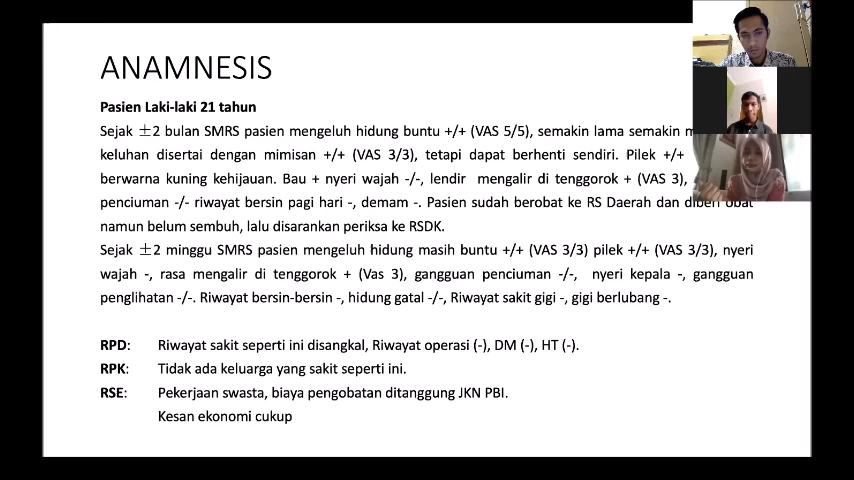 ANAMNESIS
Pasien Laki-laki 21 tahun
Sejak ±2 bulan SMRS pasien mengeluh hidung buntu +/+ (VAS 5/5), semakin lama semakin
keluhan disertai dengan mimisan +/+ (VAS 3/3), tetapi dapat berhenti sendiri. Pilek +/+
berwarna kuning kehijauan. Bau + nyeri wajah -/-, lendir mengalir di tenggorok + (VAS 3),
penciuman -/- riwayat bersin pagi hari -, demam -. Pasien sudah berobat ke RS Daerah dan diberi obat
namun belum sembuh, lalu disarankan periksa ke RSDK.
Sejak ±2 minggu SMRS pasien mengeluh hidung masih buntu +/+ (VAS 3/3) pilek +/+ (VAS 3/3), nyeri
wajah -, rasa mengalir di tenggorok + (Vas 3), gangguan penciuman -/-, nyeri kepala -, gangguan
penglihatan -/-. Riwayat bersin-bersin -, hidung gatal -/-, Riwayat sakit gigi -, gigi berlubang -.
RPD: Riwayat sakit seperti ini disangkal, Riwayat operasi (-), DM (-), HT (-).
RPK: Tidak ada keluarga yang sakit seperti ini.
RSE: Pekerjaan swasta, biaya pengobatan ditanggung JKN PBI.
Kesan ekonomi cukup